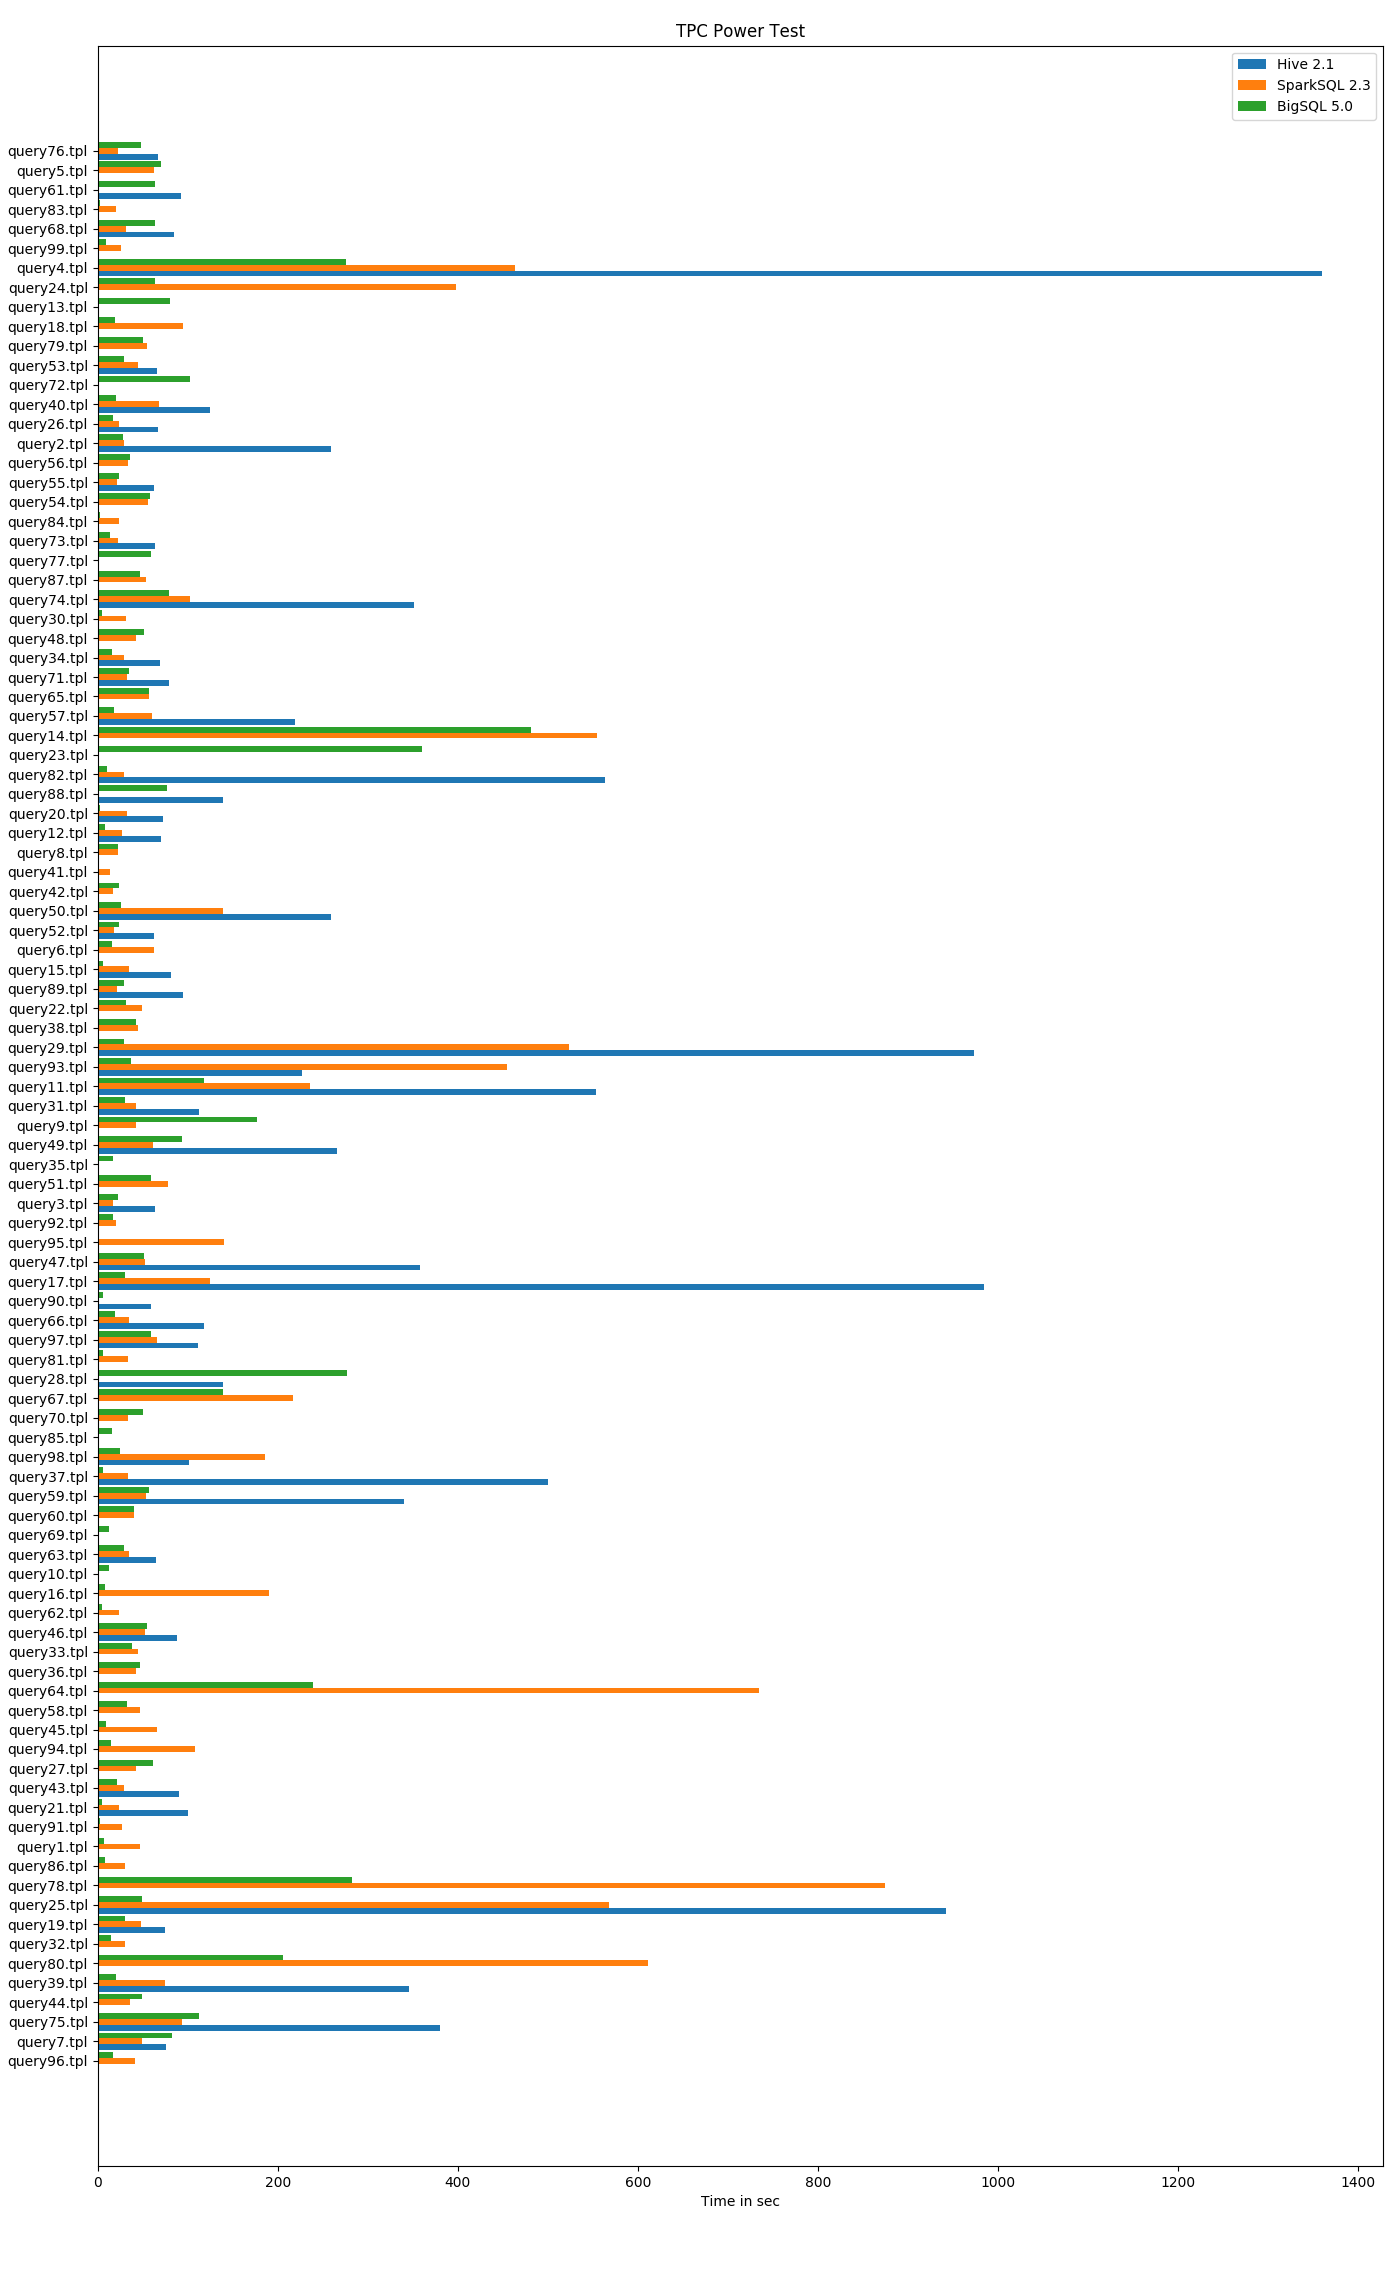 TPC Power Test
Hive 2.1
SparkSQL 2.3
BigSQL 5.0
query76.tpl
query5.tpl
query61.tpl
query83.tpl
query68.tpl
query99.tpl
query4.tpl
query24.tpl
query13.tpl
query18.tpl
query79.tpl
query53.tpl
query72.tpl
query40.tpl
query26.tpl
query2.tpl
query56.tpl
query55.tpl
query54.tpl
query84.tpl
query73.tpl
query77.tpl
query87.tpl
query74.tpl
query30.tpl
query48.tpl
query34.tpl
query71.tpl
query65.tpl
query57.tpl
query14.tpl
query23.tpl
query82.tpl
query88.tpl
query20.tpl
query12.tpl
query8.tpl
query41.tpl
query42.tpl
query50.tpl
query52.tpl
query6.tpl
query15.tpl
query89.tpl
query22.tpl
query38.tpl
query29.tpl
query93.tpl
query11.tpl
query31.tpl
query9.tpl
query49.tpl
query35.tpl
query51.tpl
query3.tpl
query92.tpl
query95.tpl
query47.tpl
query17.tpl
query90.tpl
query66.tpl
query97.tpl
query81.tpl
query28.tpl
query67.tpl
query70.tpl
query85.tpl
query98.tpl
query37.tpl
query59.tpl
query60.tpl
query69.tpl
query63.tpl
query10.tpl
query16.tpl
query62.tpl
query46.tpl
query33.tpl
query36.tpl
query64.tpl
query58.tpl
query45.tpl
query94.tpl
query27.tpl
query43.tpl
query21.tpl
query91.tpl
query1.tpl
query86.tpl
query78.tpl
query25.tpl
query19.tpl
query32.tpl
query80.tpl
query39.tpl
query44.tpl
query75.tpl
query7.tpl
query96.tpl
0 200 400 600 800 1000 1200 1400
Time in sec